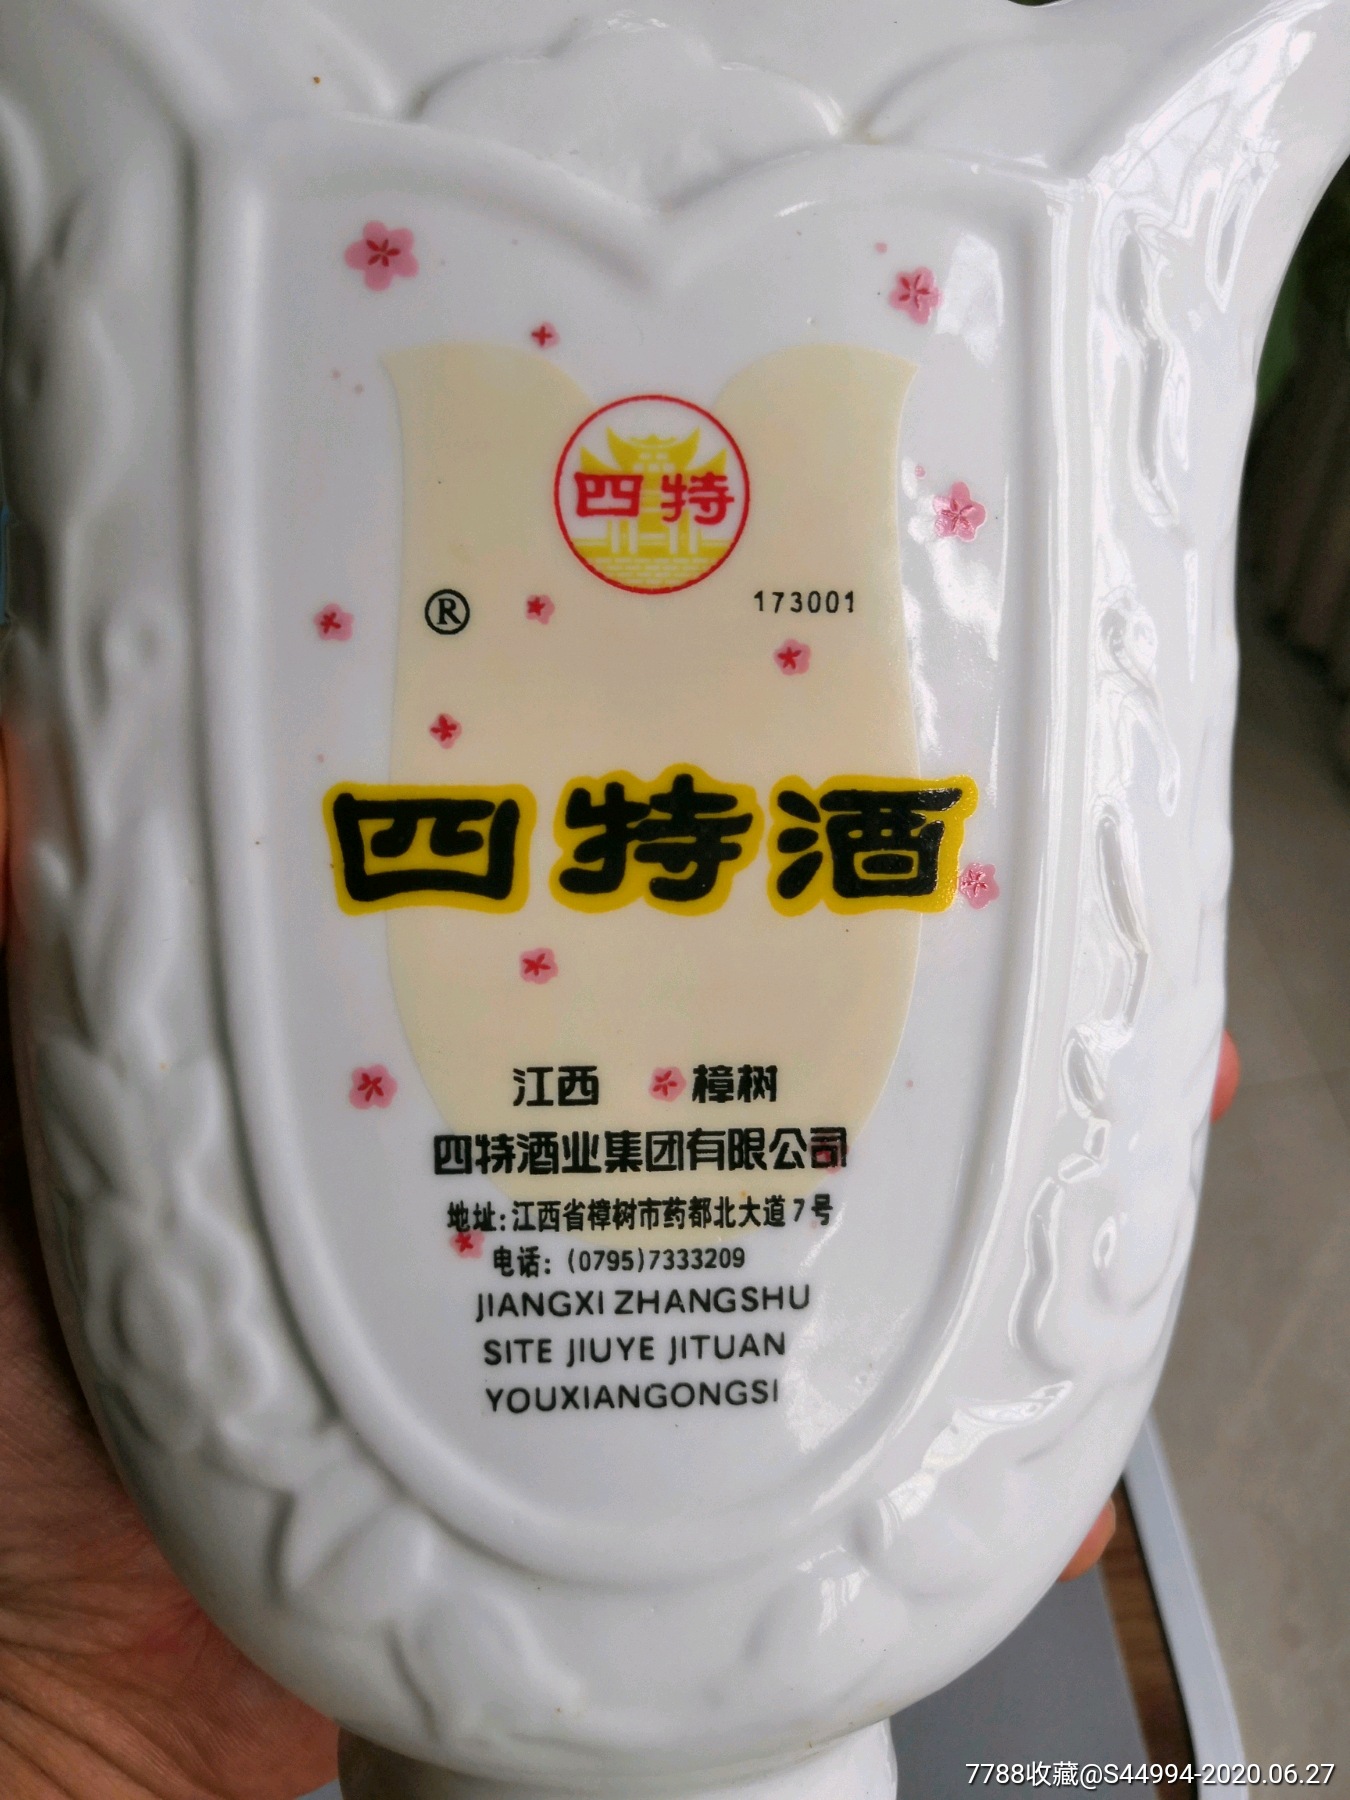 四特
® 173001
四特酒
江西 樟树
四特酒业集团有限公司
地址:江西省樟树市药都北大道7号
电话:(0795)7333209
JIANGXI ZHANGSHU
SITE JIUYE JITUAN
YOUXIANGONGSI
7788收藏@S44994-2020.06.27